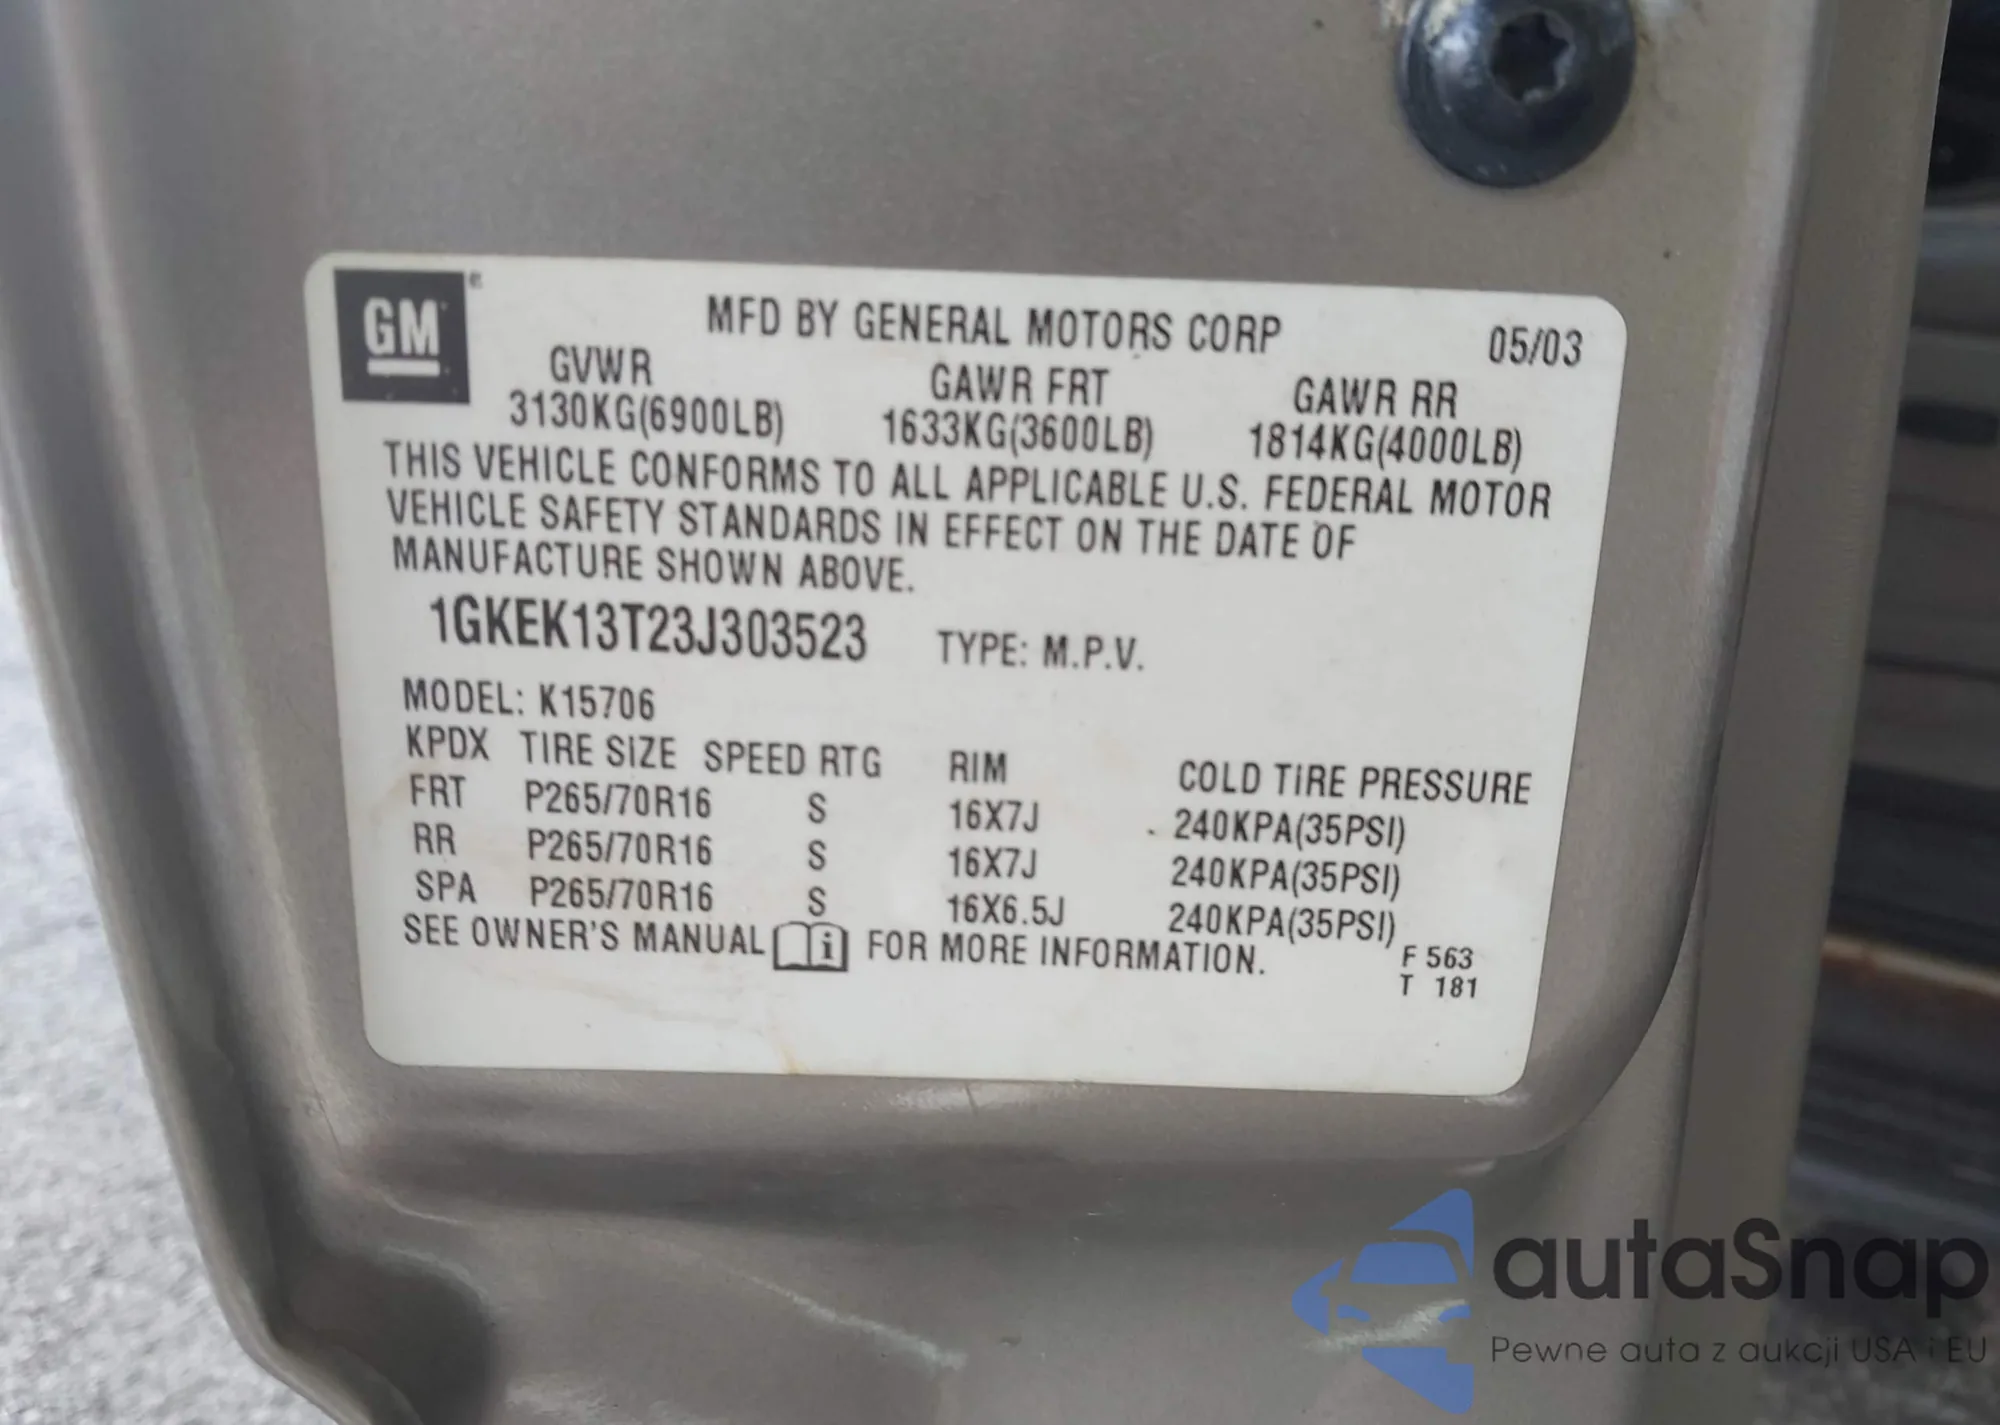 GM
MFD BY GENERAL MOTORS CORP 05/03
GVWR GAWR FRT GAWR RR
3130KG(6900LB) 1633KG(3600LB) 1814KG(4000LB)
THIS VEHICLE CONFORMS TO ALL APPLICABLE U.S. FEDERAL MOTOR
VEHICLE SAFETY STANDARDS IN EFFECT ON THE DATE OF
MANUFACTURE SHOWN ABOVE.
1GKEK13T23J303523 TYPE: M.P.V.
MODEL: K15706
KPDX TIRE SIZE SPEED RTG RIM COLD TIRE PRESSURE
FRT P265/70R16 S 16X7J 240KPA(35PSI)
RR P265/70R16 S 16X7J 240KPA(35PSI)
SPA P265/70R16 S 16X6.5J 240KPA(35PSI)
SEE OWNER'S MANUAL i FOR MORE INFORMATION.
F 563
T 181
autaSnap
Pewne auta z aukcji USA i EU